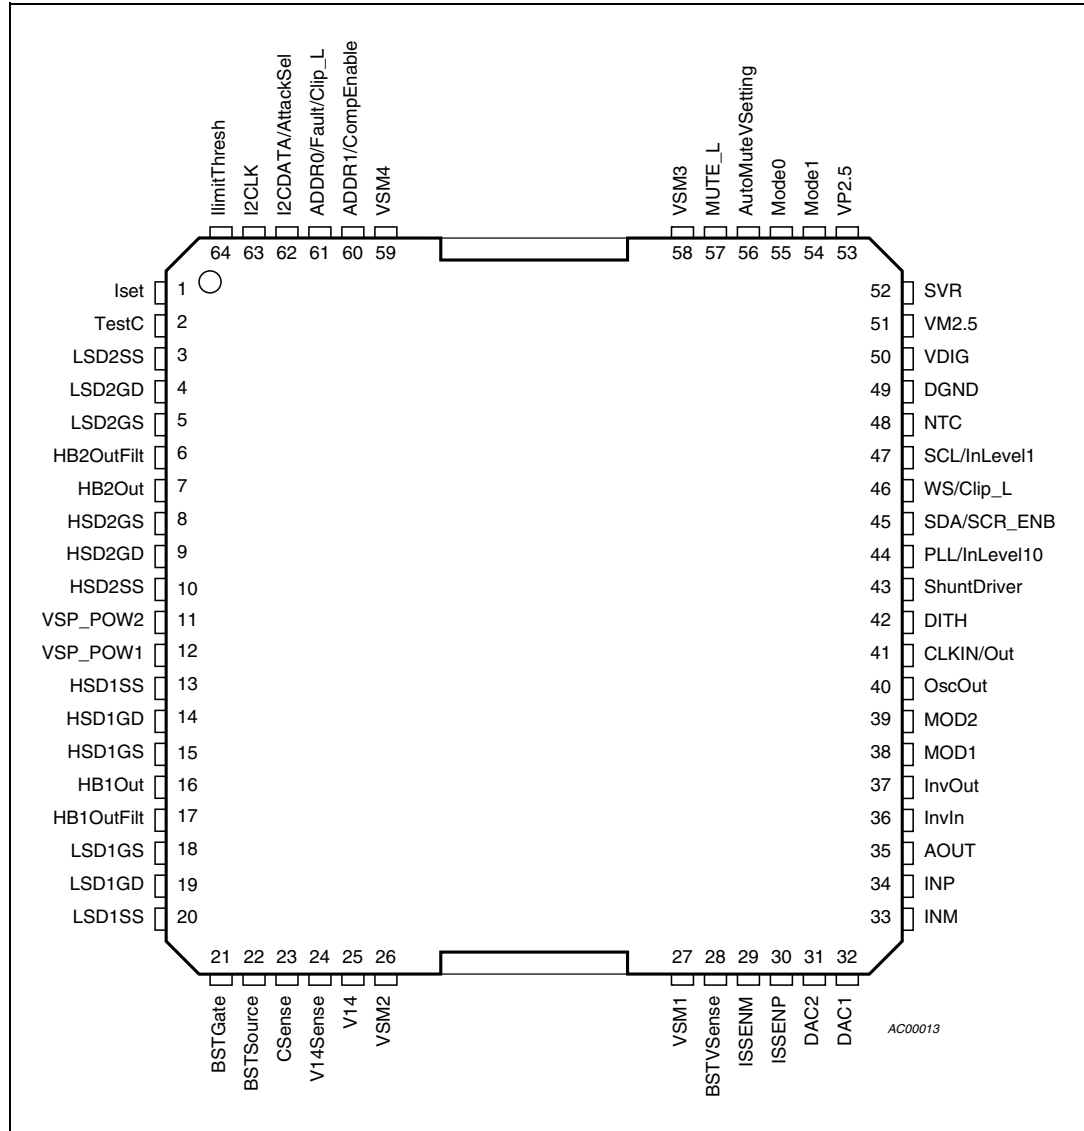 IlimitThresh
I2CLK
I2CDATA/AttackSel
ADDR0/Fault/Clip_L
ADDR1/CompEnable
VSM4
VSM3
MUTE_L
AutoMuteVSetting
Mode0
Mode1
VP2.5
64 63 62 61 60 59 58 57 56 55 54 53
Iset 1
TestC 2
LSD2SS 3
LSD2GD 4
LSD2GS 5
HB2OutFilt 6
HB2Out 7
HSD2GS 8
HSD2GD 9
HSD2SS 10
VSP_POW2 11
VSP_POW1 12
HSD1SS 13
HSD1GD 14
HSD1GS 15
HB1Out 16
HB1OutFilt 17
LSD1GS 18
LSD1GD 19
LSD1SS 20
52 SVR
51 VM2.5
50 VDIG
49 DGND
48 NTC
47 SCL/InLevel1
46 WS/Clip_L
45 SDA/SCR_ENB
44 PLL/InLevel10
43 ShuntDriver
42 DITH
41 CLKIN/Out
40 OscOut
39 MOD2
38 MOD1
37 InvOut
36 InvIn
35 AOUT
34 INP
33 INM
21 22 23 24 25 26 27 28 29 30 31 32
BSTGate
BSTSource
CSense
V14Sense
V14
VSM2
VSM1
BSTVSense
ISSENM
ISSENP
DAC2
DAC1
AC00013